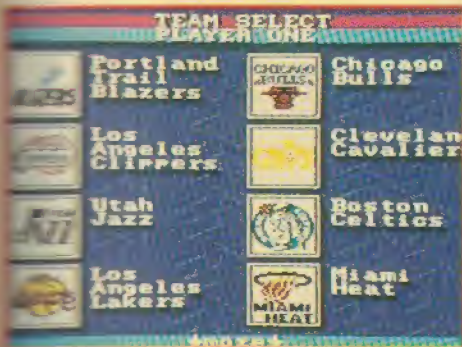 TEAM SELECT
PLAYER ONE
Portland
Trail
Blazers
CHICAGO
BULLS
Chicago
Bulls
Los
Angeles
Clippers
Clevelan
Cavalier
Utah
Jazz
JAZZ
Boston
Celtics
Los
Angeles
Lakers
MIAMI
HEAT
Miami
Heat
more